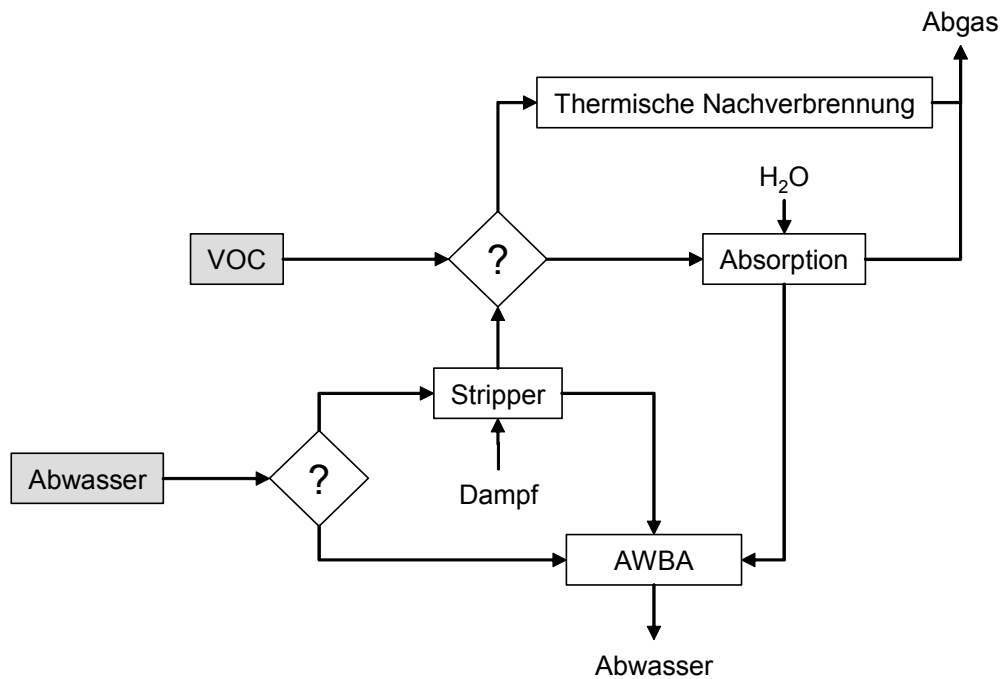 Abgas
Thermische Nachverbrennung
H₂O
VOC
?
Absorption
Stripper
Abwasser
?
Dampf
AWBA
Abwasser